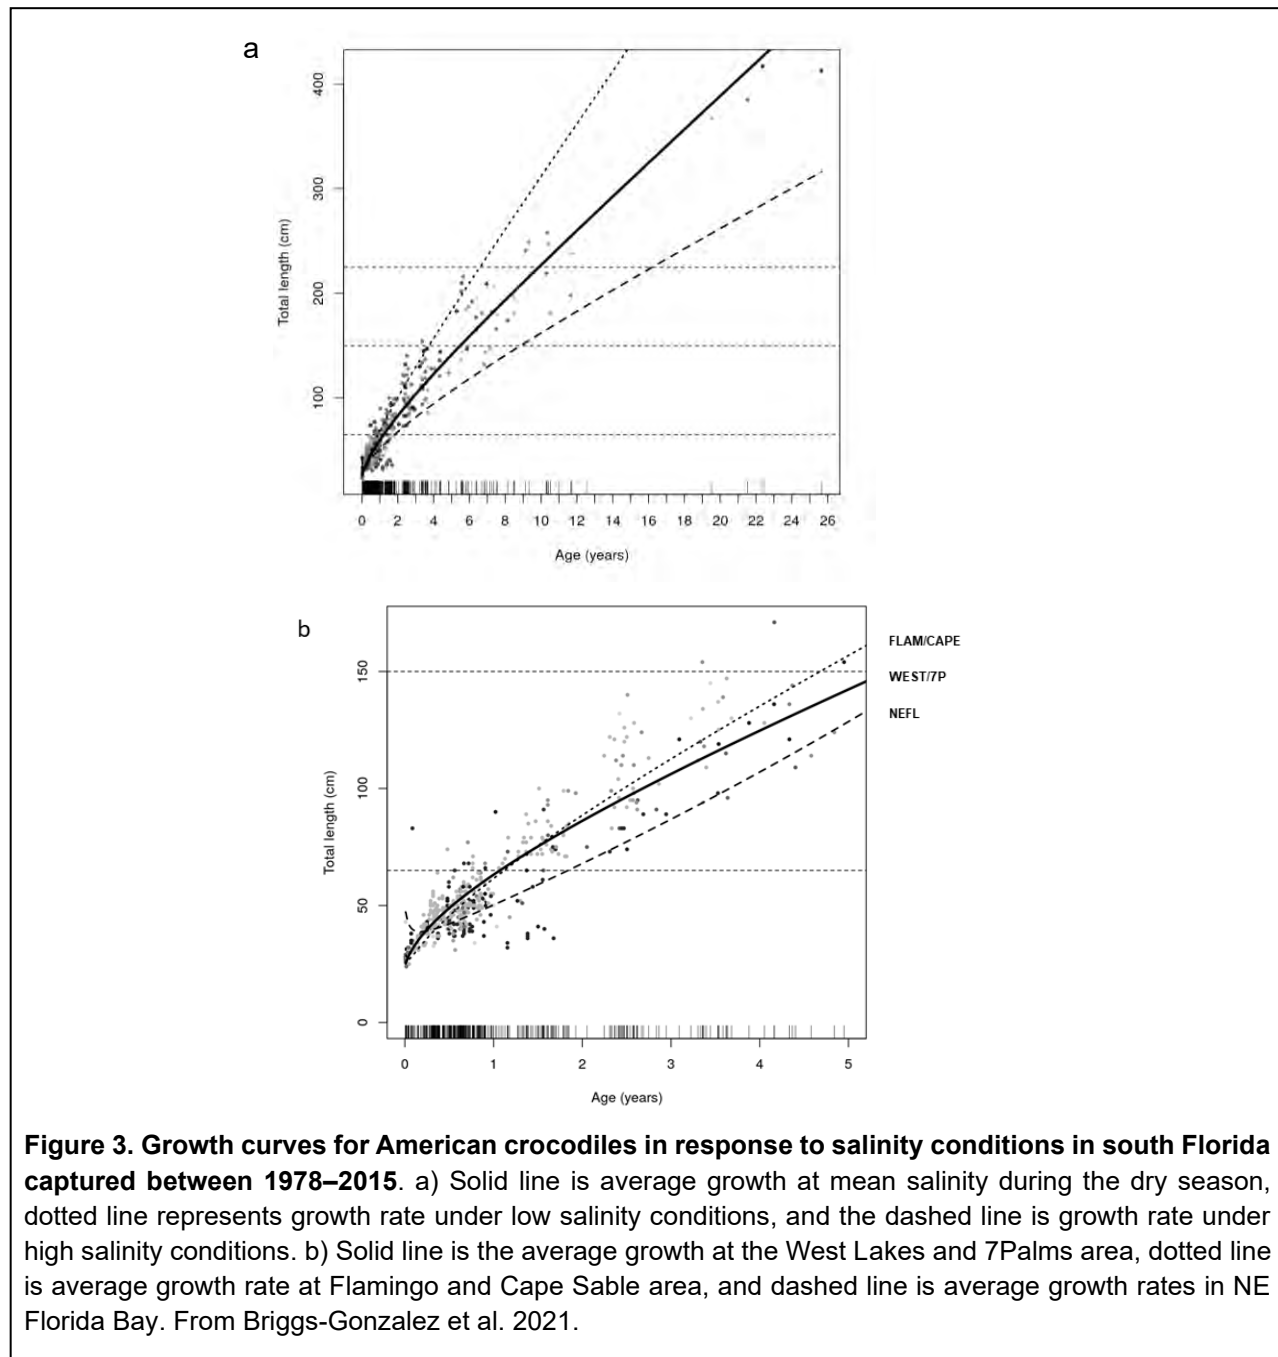 a
400
300
200
100
Total length (cm)
0 2 4 6 8 10 12 14 16 18 20 22 24 26
Age (years)
b
150
100
50
0
Total length (cm)
FLAM/CAPE
WEST/7P
NEFL
0 1 2 3 4 5
Age (years)
Figure 3. Growth curves for American crocodiles in response to salinity conditions in south Florida
captured between 1978–2015. a) Solid line is average growth at mean salinity during the dry season,
dotted line represents growth rate under low salinity conditions, and the dashed line is growth rate under
high salinity conditions. b) Solid line is the average growth at the West Lakes and 7Palms area, dotted line
is average growth rate at Flamingo and Cape Sable area, and dashed line is average growth rates in NE
Florida Bay. From Briggs-Gonzalez et al. 2021.